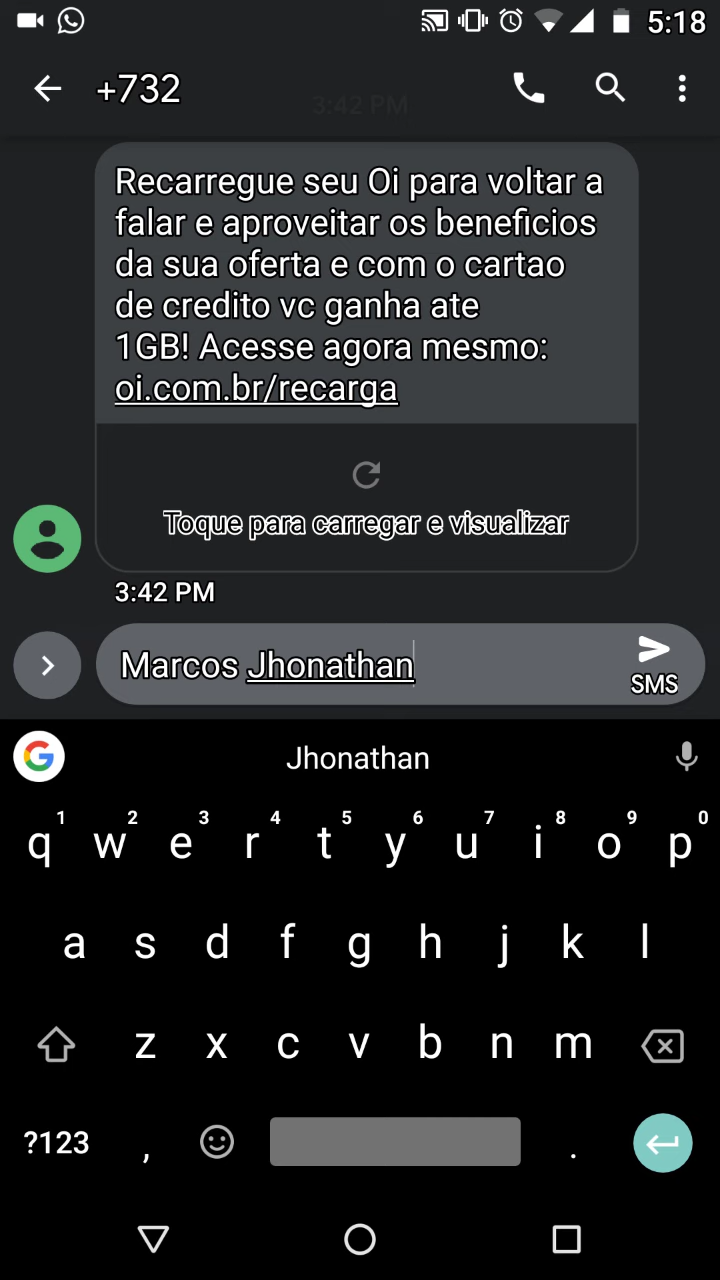 5:18
+732
3:42 PM
Recarregue seu Oi para voltar a
falar e aproveitar os beneficios
da sua oferta e com o cartao
de credito vc ganha ate
1GB! Acesse agora mesmo:
oi.com.br/recarga
Toque para carregar e visualizar
3:42 PM
Marcos Jhonathan
SMS
Jhonathan
1 2 3 4 5 6 7 8 9 0
q w e r t y u i o p
a s d f g h j k l
z x c v b n m
?123 , .